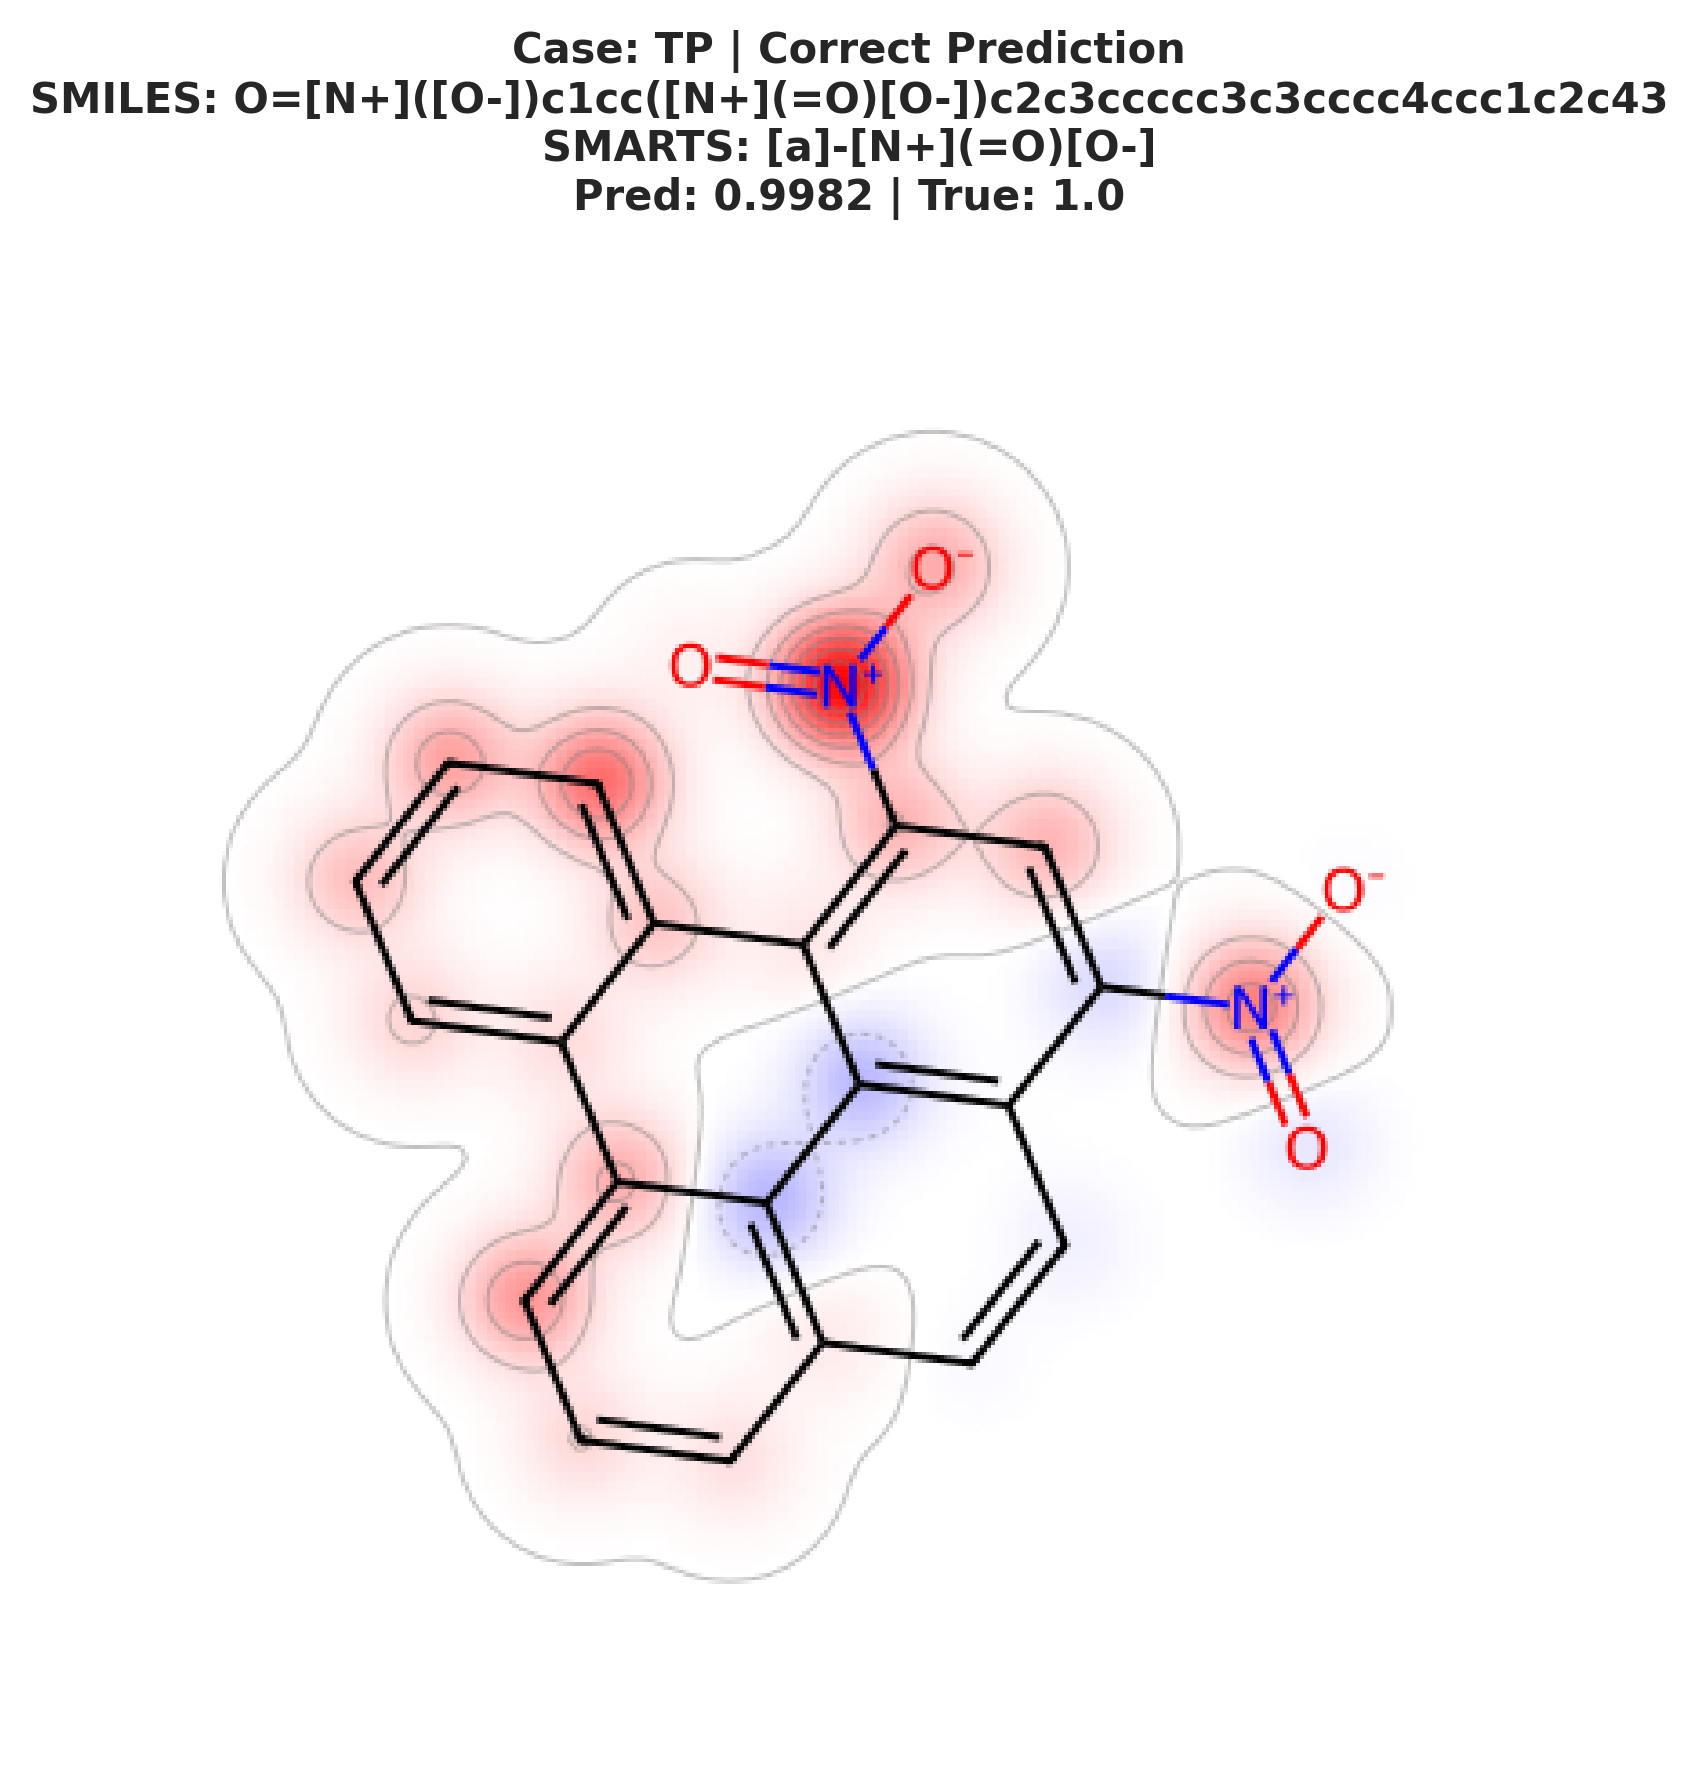 Case: TP | Correct Prediction
SMILES: O=[N+]([O-])c1cc([N+](=O)[O-])c2c3ccccc3c3cccc4ccc1c2c43
SMARTS: [a]-[N+](=O)[O-]
Pred: 0.9982 | True: 1.0
O⁻
O
N⁺
O⁻
N⁺
O